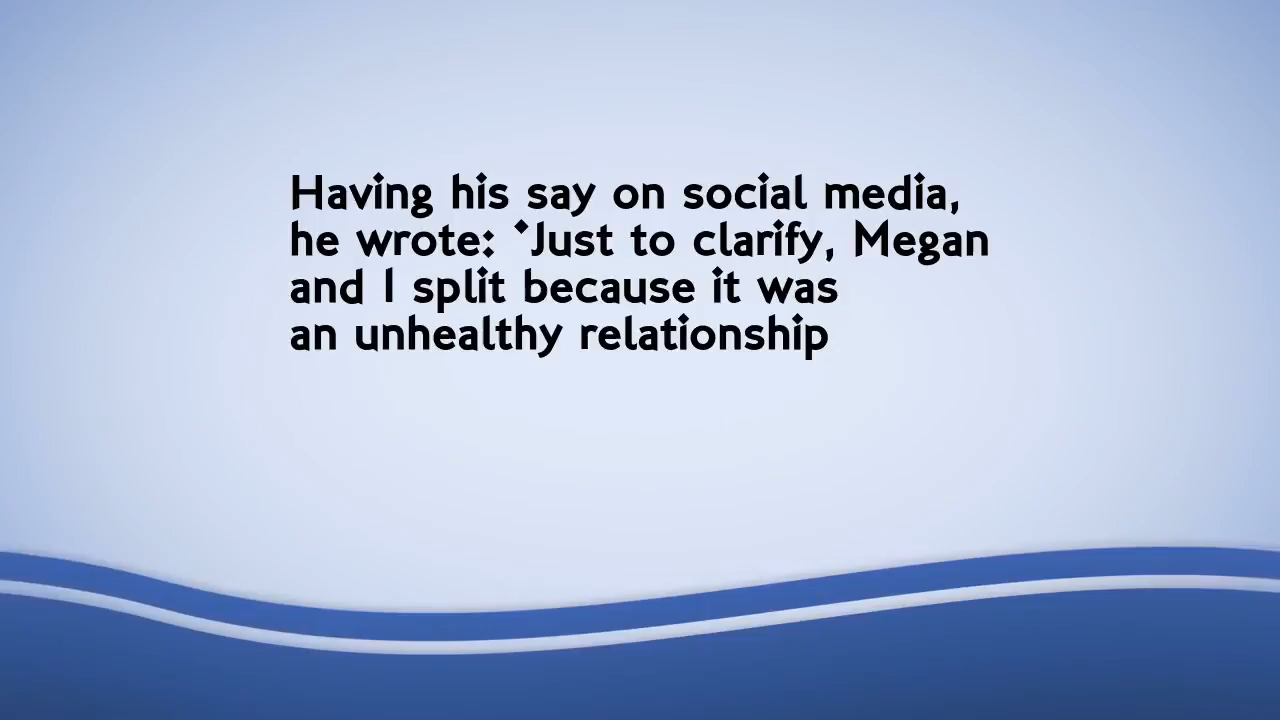 Having his say on social media,
he wrote: 'Just to clarify, Megan
and I split because it was
an unhealthy relationship